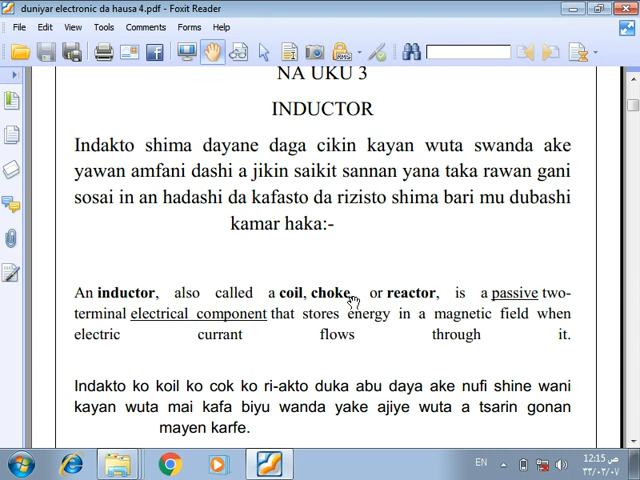 duniyar electronic da hausa 4.pdf - Foxit Reader
File Edit View Tools Comments Forms Help
NA UKU 3
INDUCTOR
Indakto shima dayane daga cikin kayan wuta swanda ake
yawan amfani dashi a jikin saikit sannan yana taka rawan gani
sosai in an hadashi da kafasto da rizisto shima bari mu dubashi
kamar haka:-
An inductor, also called a coil, choke, or reactor, is a passive two-
terminal electrical component that stores energy in a magnetic field when
electric currant flows through it.
Indakto ko koil ko cok ko ri-akto duka abu daya ake nufi shine wani
kayan wuta mai kafa biyu wanda yake ajiye wuta a tsarin gonan
mayen karfe.
EN
12:15 ص
٣٣/٠٢/٠٧